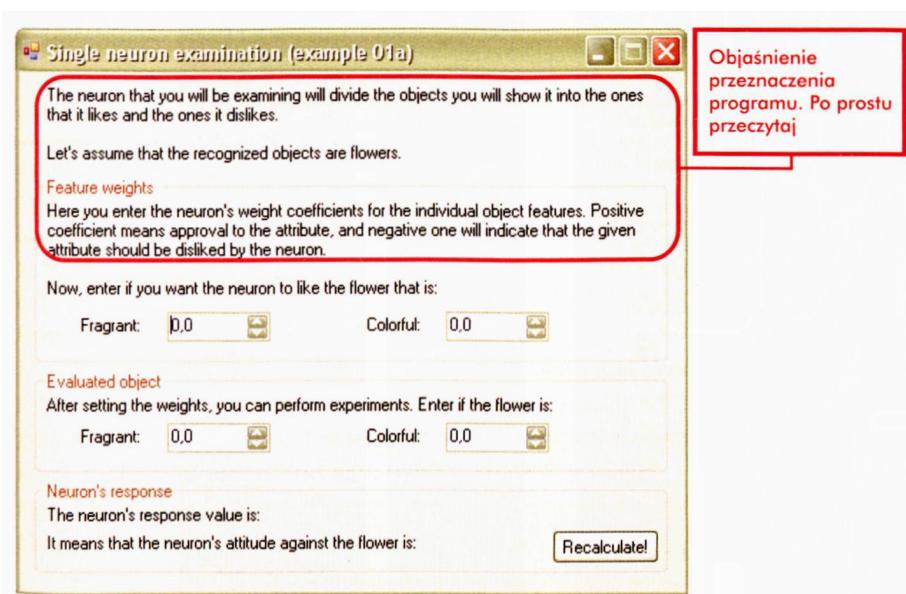 Single neuron examination (example 01a)
The neuron that you will be examining will divide the objects you will show it into the ones
that it likes and the ones it dislikes.
Let's assume that the recognized objects are flowers.
Feature weights
Here you enter the neuron's weight coefficients for the individual object features. Positive
coefficient means approval to the attribute, and negative one will indicate that the given
attribute should be disliked by the neuron.
Now, enter if you want the neuron to like the flower that is:
Fragrant: 0,0 Colorful: 0,0
Evaluated object
After setting the weights, you can perform experiments. Enter if the flower is:
Fragrant: 0,0 Colorful: 0,0
Neuron's response
The neuron's response value is:
It means that the neuron's attitude against the flower is:
Recalculate!
Objaśnienie
przeznaczenia
programu. Po prostu
przeczytaj